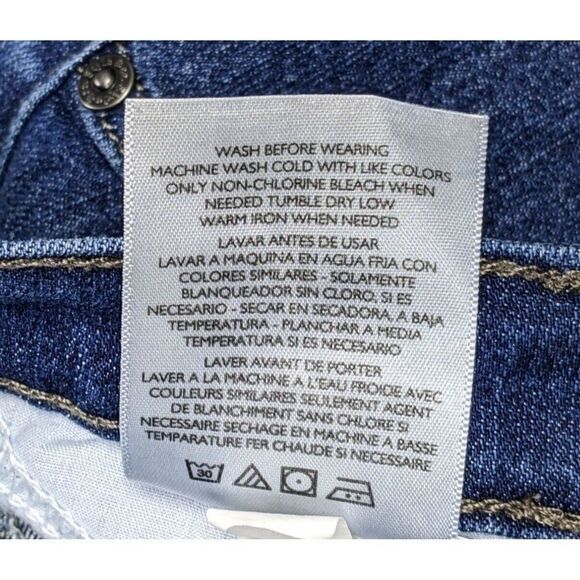 WASH BEFORE WEARING
MACHINE WASH COLD WITH LIKE COLORS
ONLY NON-CHLORINE BLEACH WHEN
NEEDED TUMBLE DRY LOW
WARM IRON WHEN NEEDED
LAVAR ANTES DE USAR
LAVAR A MAQUINA EN AGUA FRIA CON
COLORES SIMILARES - SOLAMENTE
BLANQUEADOR SIN CLORO, SI ES
NECESARIO - SECAR EN SECADORA, A BAJA
TEMPERATURA - PLANCHAR A MEDIA
TEMPERATURA SI ES NECESARIO
LAVER AVANT DE PORTER
LAVER A LA MACHINE A L'EAU FROIDE AVEC
COULEURS SIMILAIRES SEULEMENT AGENT
DE BLANCHIMENT SANS CHLORE SI
NECESSAIRE SECHAGE EN MACHINE A BASSE
TEMPARATURE FER CHAUDE SI NECESSAIRE
30